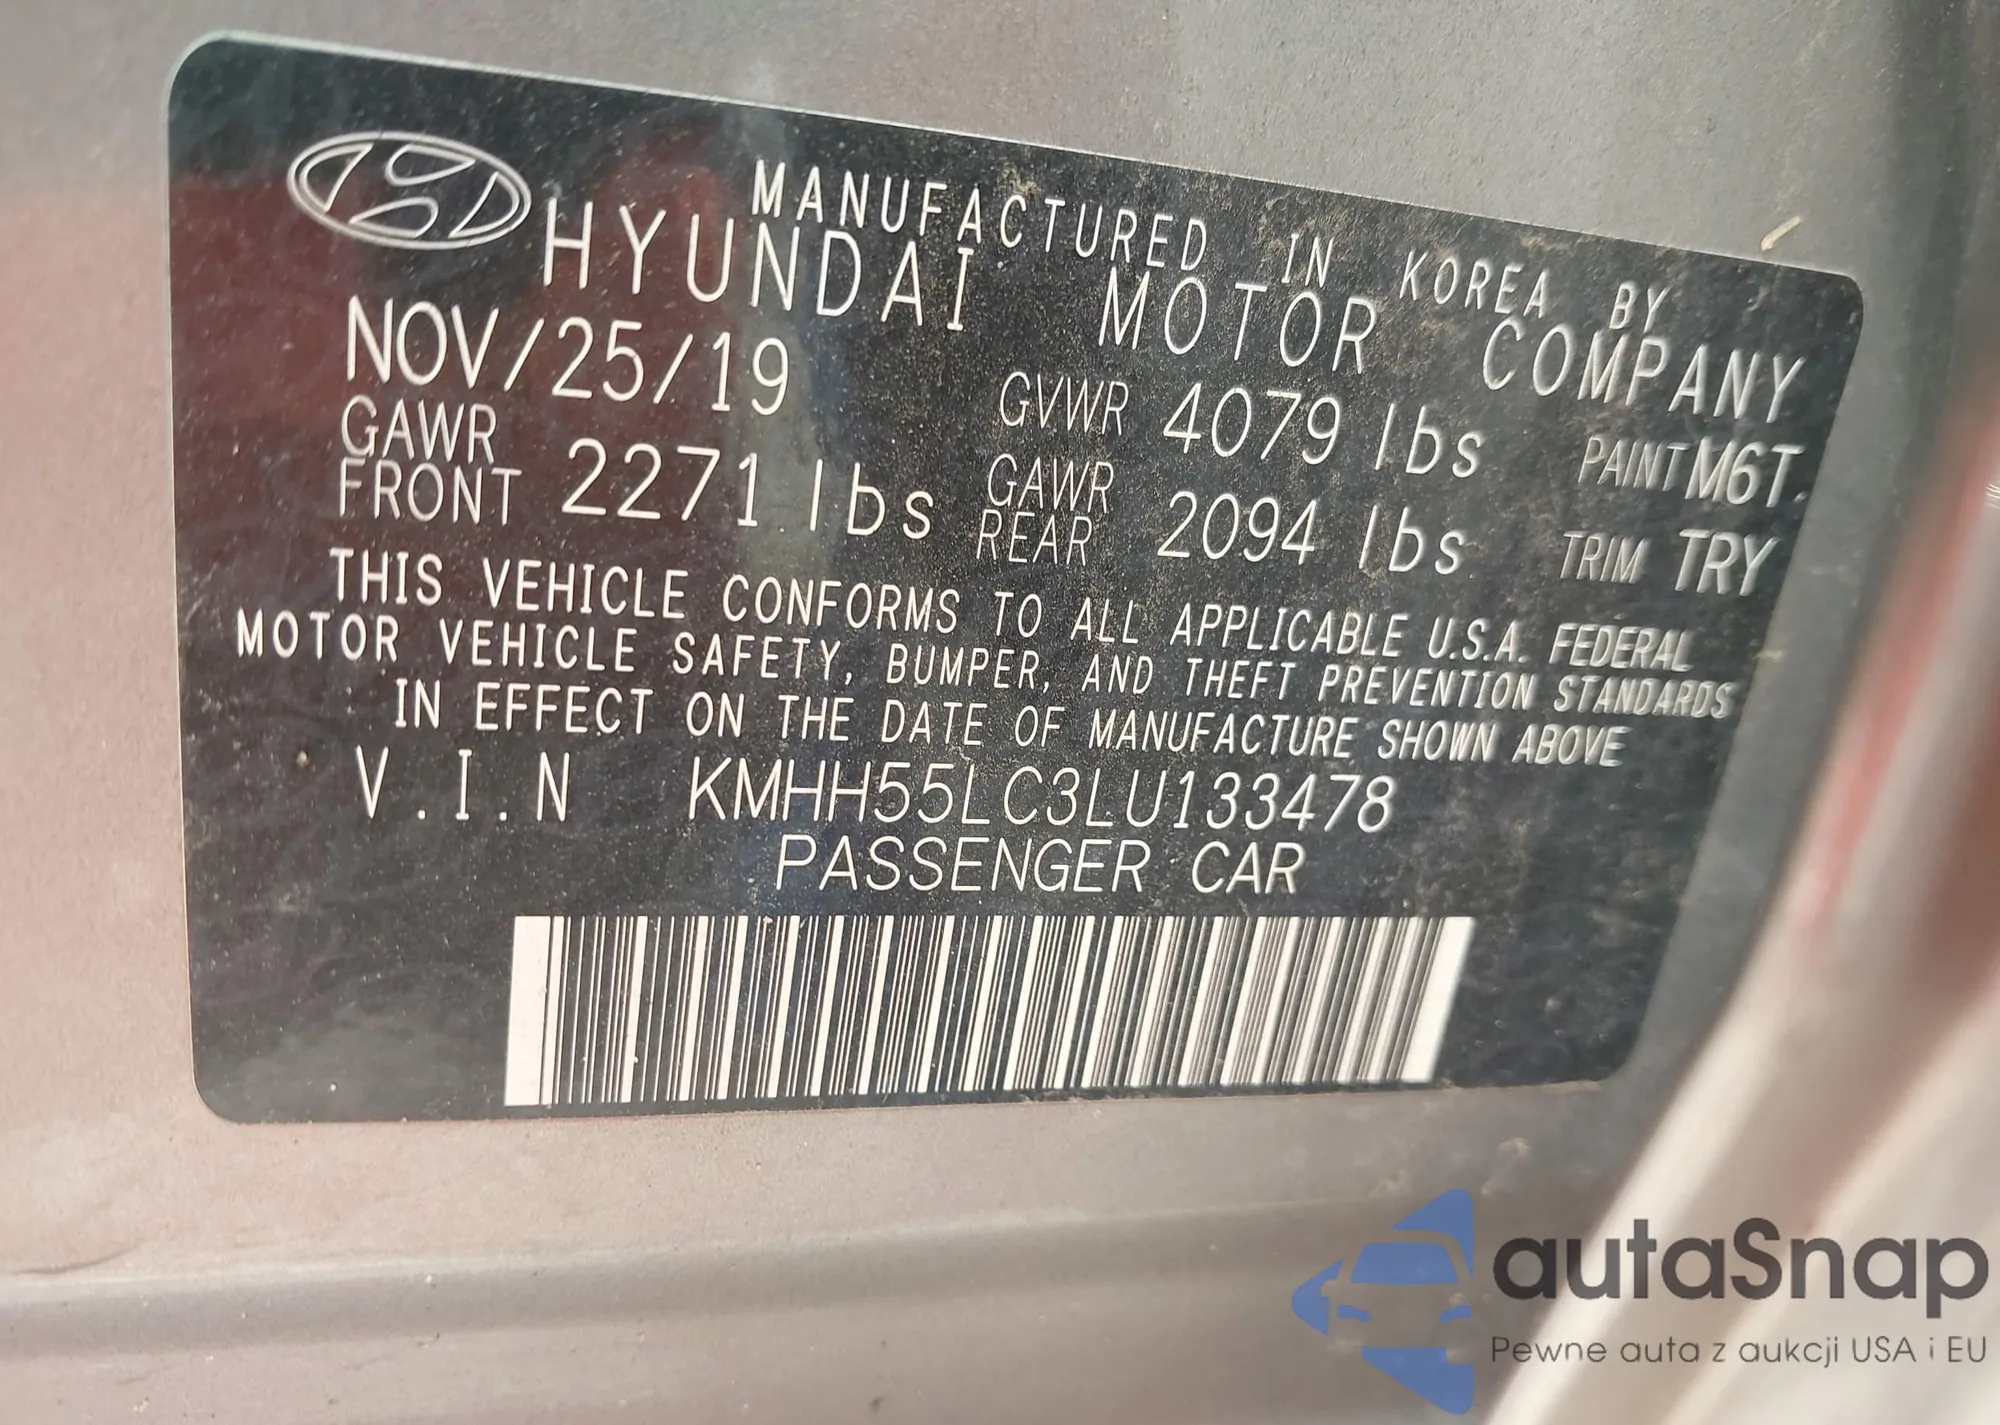 MANUFACTURED IN KOREA BY
HYUNDAI MOTOR COMPANY
NOV/25/19 GVWR 4079 lbs PAINT M6T
GAWR FRONT 2271 lbs GAWR REAR 2094 lbs TRIM TRY
THIS VEHICLE CONFORMS TO ALL APPLICABLE U.S.A. FEDERAL
MOTOR VEHICLE SAFETY, BUMPER, AND THEFT PREVENTION STANDARDS
IN EFFECT ON THE DATE OF MANUFACTURE SHOWN ABOVE
V.I.N KMHH55LC3LU133478
PASSENGER CAR
autaSnap
Pewne auta z aukcji USA i EU